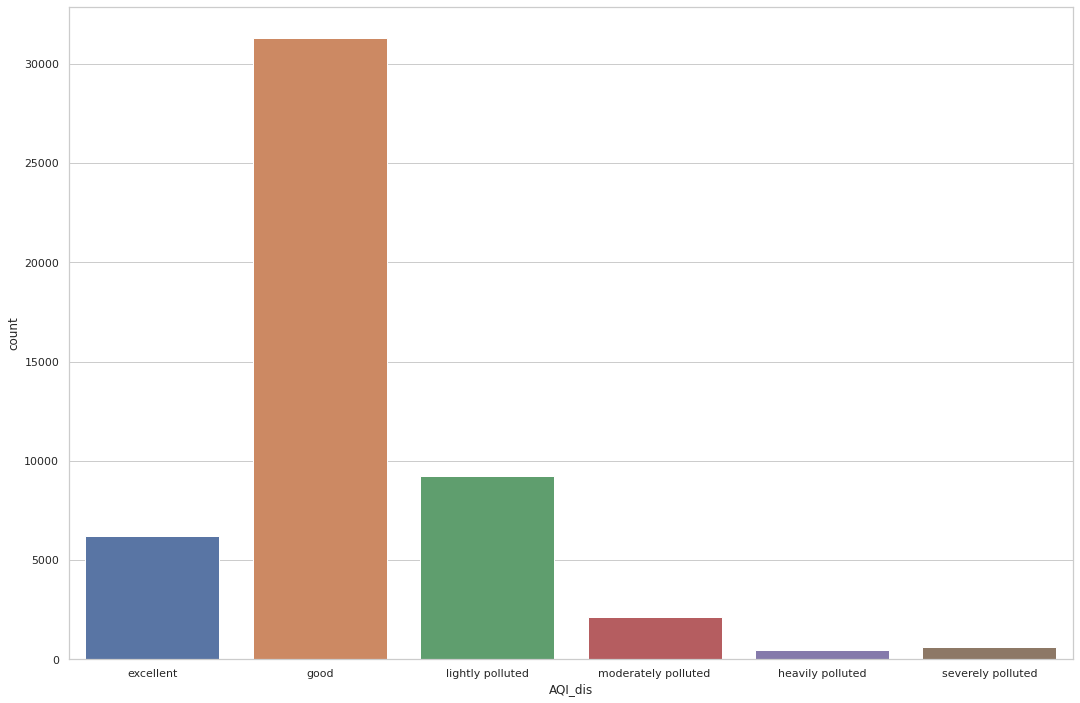 30000
25000
20000
15000
10000
5000
0
count
excellent
good
lightly polluted
moderately polluted
heavily polluted
severely polluted
AQI_dis